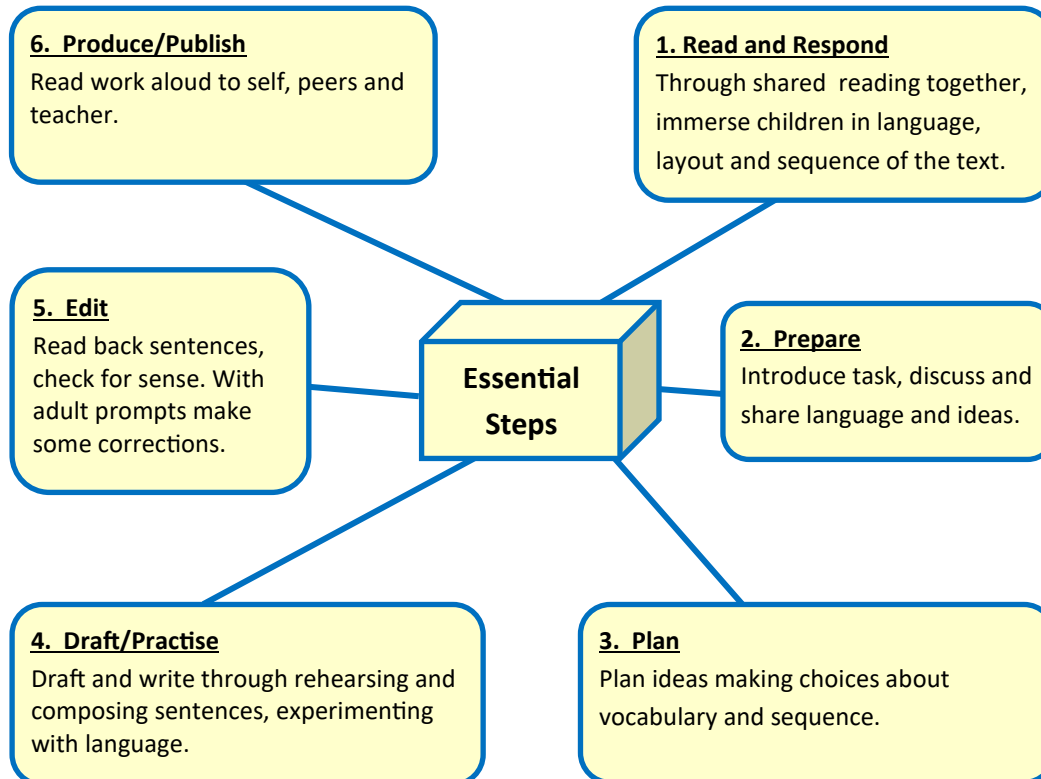 6. Produce/Publish
Read work aloud to self, peers and
teacher.
1. Read and Respond
Through shared reading together,
immerse children in language,
layout and sequence of the text.
5. Edit
Read back sentences,
check for sense. With
adult prompts make
some corrections.
Essential
Steps
2. Prepare
Introduce task, discuss and
share language and ideas.
4. Draft/Practise
Draft and write through rehearsing and
composing sentences, experimenting
with language.
3. Plan
Plan ideas making choices about
vocabulary and sequence.